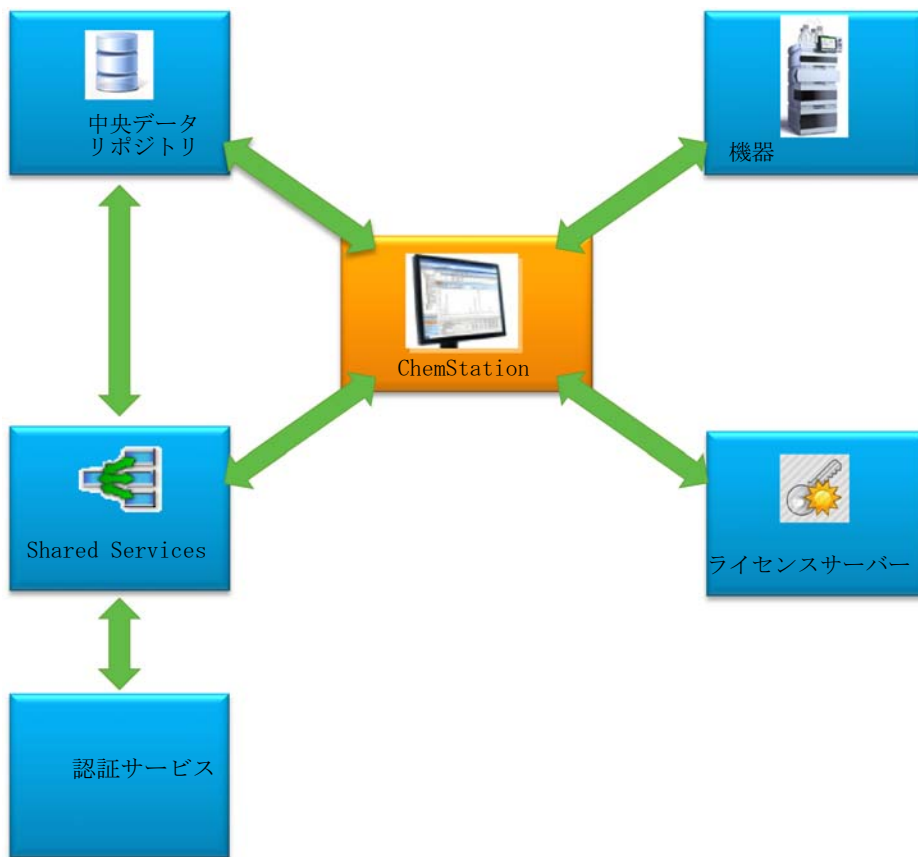 中央データ
リポジトリ
機器
ChemStation
Shared Services
ライセンスサーバー
認証サービス